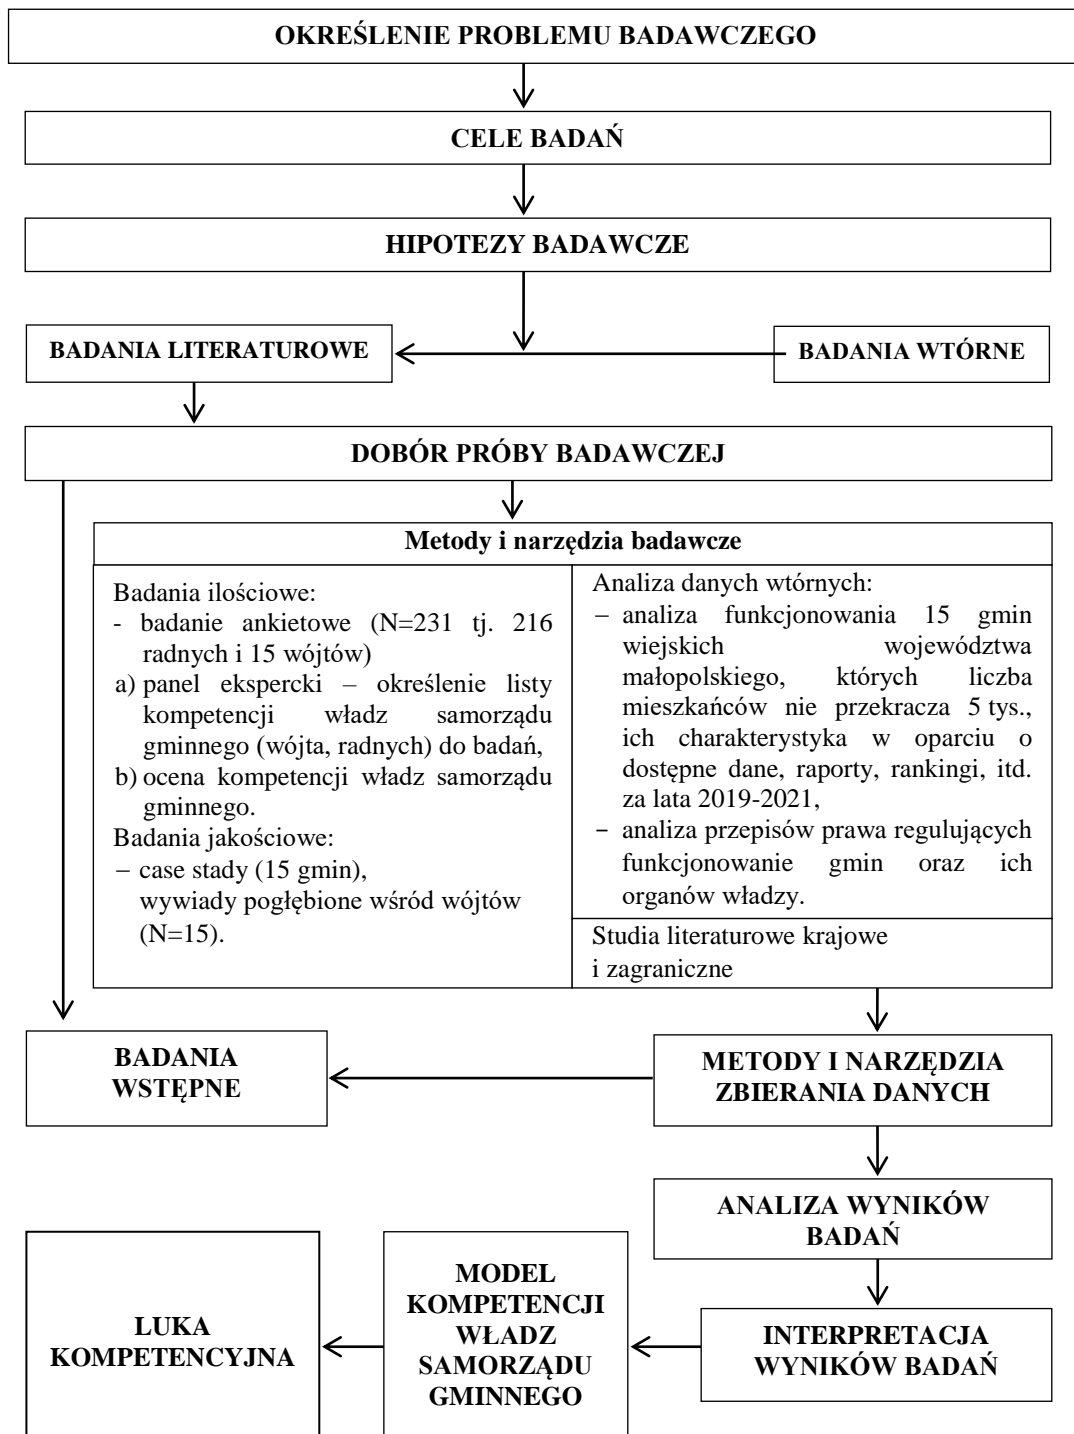 OKREŚLENIE PROBLEMU BADAWCZEGO
CELE BADAŃ
HIPOTEZY BADAWCZE
BADANIA LITERATUROWE
BADANIA WTÓRNE
DOBÓR PRÓBY BADAWCZEJ
Metody i narzędzia badawcze
Badania ilościowe:
- badanie ankietowe (N=231 tj. 216
radnych i 15 wójtów)
a) panel ekspercki – określenie listy
kompetencji władz samorządu
gminnego (wójta, radnych) do badań,
b) ocena kompetencji władz samorządu
gminnego.
Badania jakościowe:
– case stady (15 gmin),
wywiady pogłębione wśród wójtów
(N=15).
Analiza danych wtórnych:
– analiza funkcjonowania 15 gmin
wiejskich województwa
małopolskiego, których liczba
mieszkańców nie przekracza 5 tys.,
ich charakterystyka w oparciu o
dostępne dane, raporty, rankingi, itd.
za lata 2019-2021,
– analiza przepisów prawa regulujących
funkcjonowanie gmin oraz ich
organów władzy.
Studia literaturowe krajowe
i zagraniczne
BADANIA
WSTĘPNE
METODY I NARZĘDZIA
ZBIERANIA DANYCH
ANALIZA WYNIKÓW
BADAŃ
LUKA
KOMPETENCYJNA
MODEL
KOMPETENCJI
WŁADZ
SAMORZĄDU
GMINNEGO
INTERPRETACJA
WYNIKÓW BADAŃ